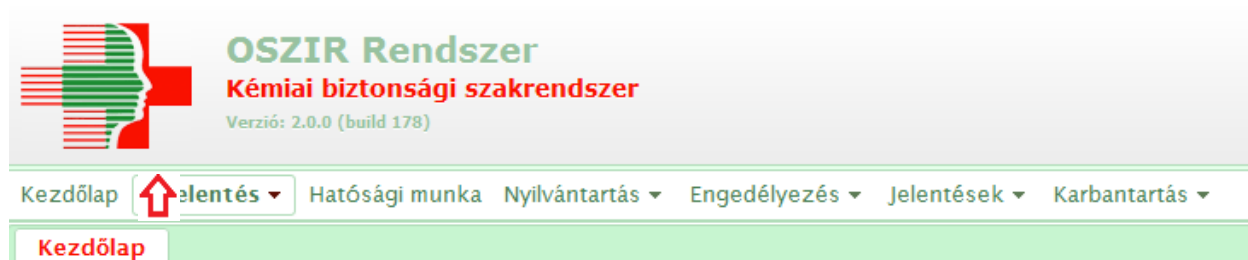 OSZIR Rendszer
Kémiai biztonsági szakrendszer
Verzió: 2.0.0 (build 178)
Kezdőlap elentés Hatósági munka Nyilvántartás Engedélyezés Jelentések Karbantartás
Kezdőlap